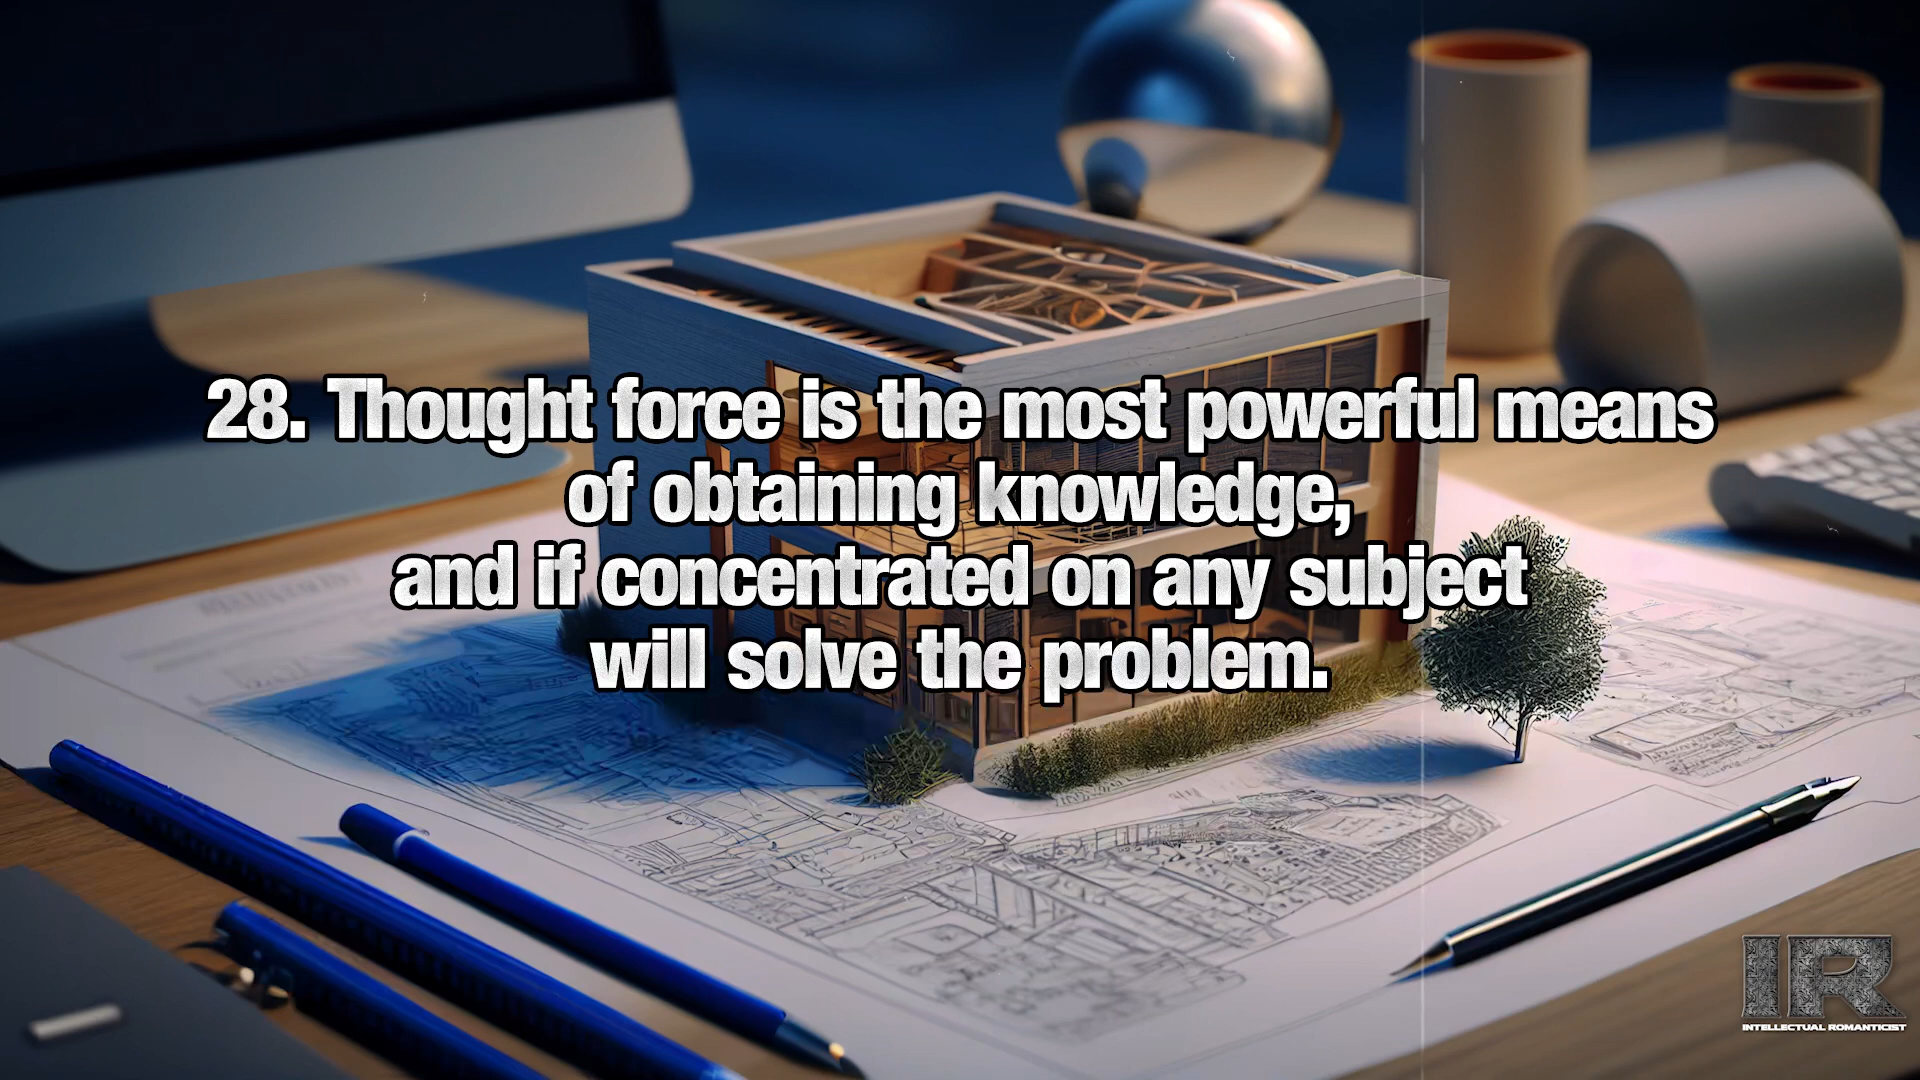 28. Thought force is the most powerful means
of obtaining knowledge,
and if concentrated on any subject
will solve the problem.
IR
INTELLECTUAL ROMANTICIST